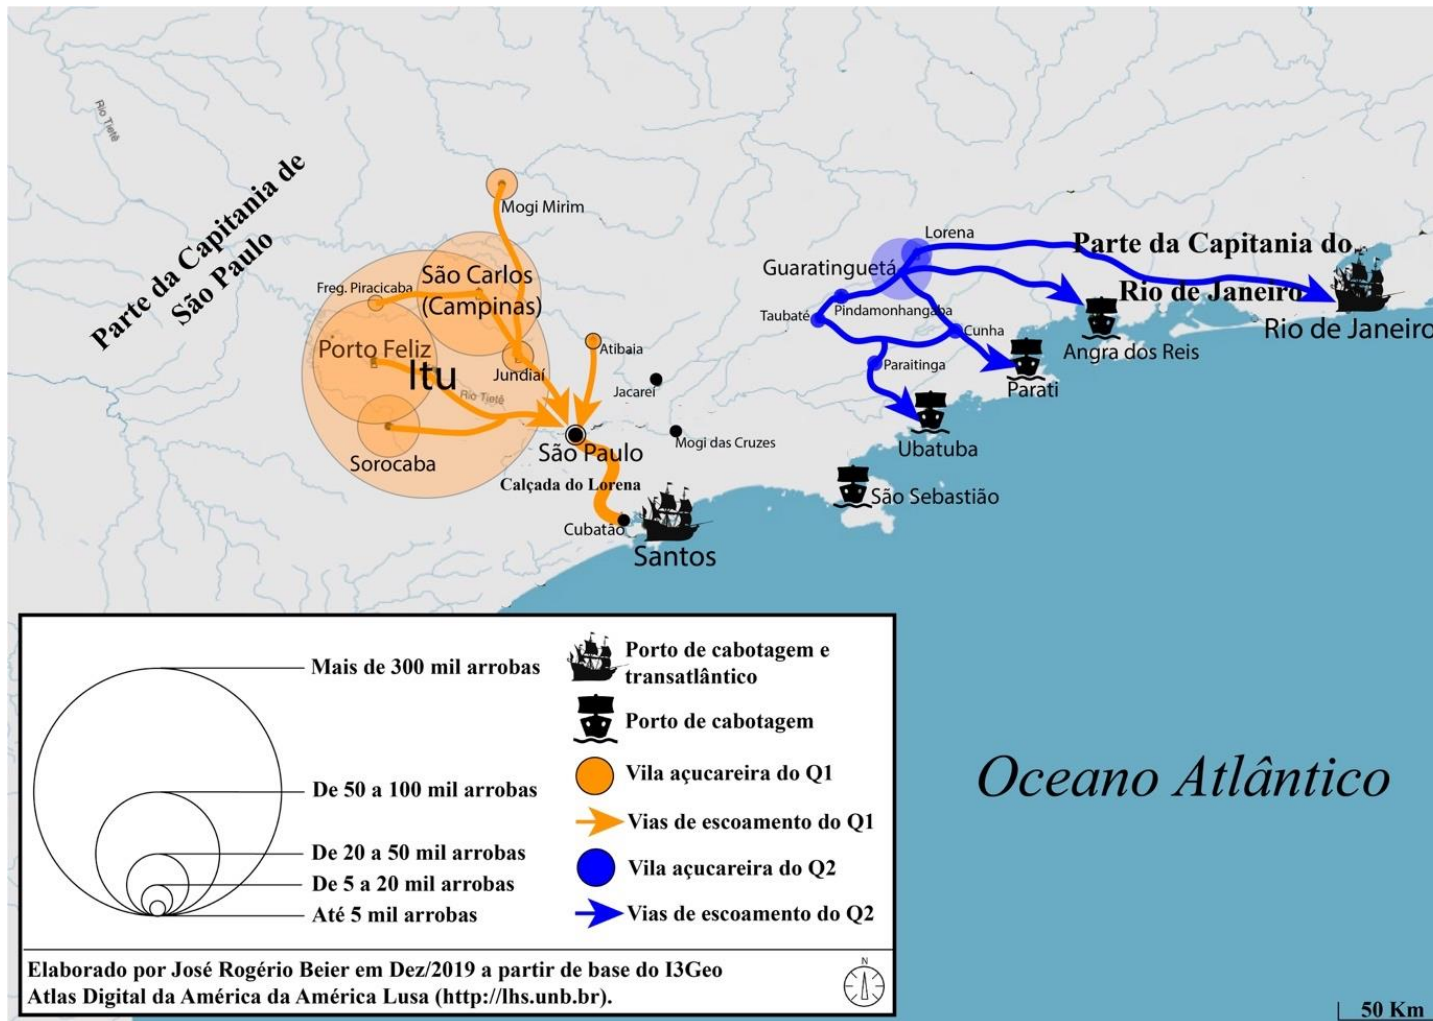 Rio Tietê
Parte da Capitania de
São Paulo
Mogi Mirim
São Carlos
(Campinas)
Freg. Piracicaba
Porto Feliz
Itu
Jundiaí
Rio Tietê
Sorocaba
Atibaia
Jacareí
Mogi das Cruzes
São Paulo
Calçada do Lorena
Cubatão
Santos
Lorena
Guaratinguetá
Pindamonhangaba
Taubaté
Cunha
Paraitinga
Parte da Capitania do
Rio de Janeiro
Rio de Janeiro
Angra dos Reis
Parati
Ubatuba
São Sebastião
Oceano Atlântico
Mais de 300 mil arrobas
De 50 a 100 mil arrobas
De 20 a 50 mil arrobas
De 5 a 20 mil arrobas
Até 5 mil arrobas
Porto de cabotagem e
transatlântico
Porto de cabotagem
Vila açucareira do Q1
Vias de escoamento do Q1
Vila açucareira do Q2
Vias de escoamento do Q2
Elaborado por José Rogério Beier em Dez/2019 a partir de base do I3Geo
Atlas Digital da América da América Lusa (http://lhs.unb.br).
N
50 Km